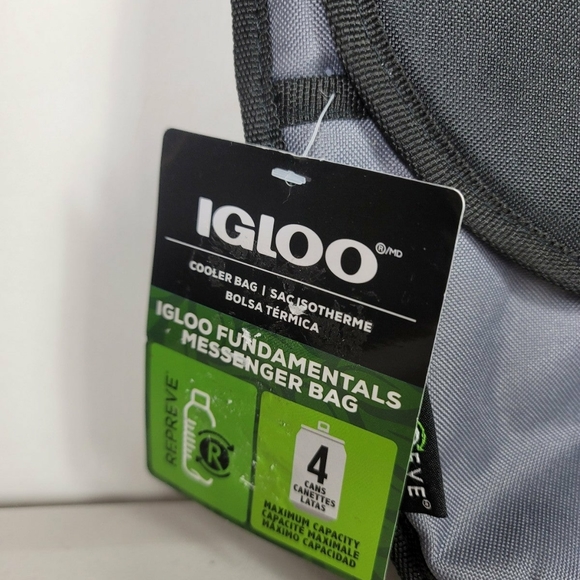 IGLOO®/MD
COOLER BAG | SAC ISOTHERME
BOLSA TÉRMICA
IGLOO FUNDAMENTALS
MESSENGER BAG
REPREVE®
R
4
CANS
CANETTES
LATAS
MAXIMUM CAPACITY
CAPACITÉ MAXIMALE
MÁXIMO CAPACIDAD
EVE®